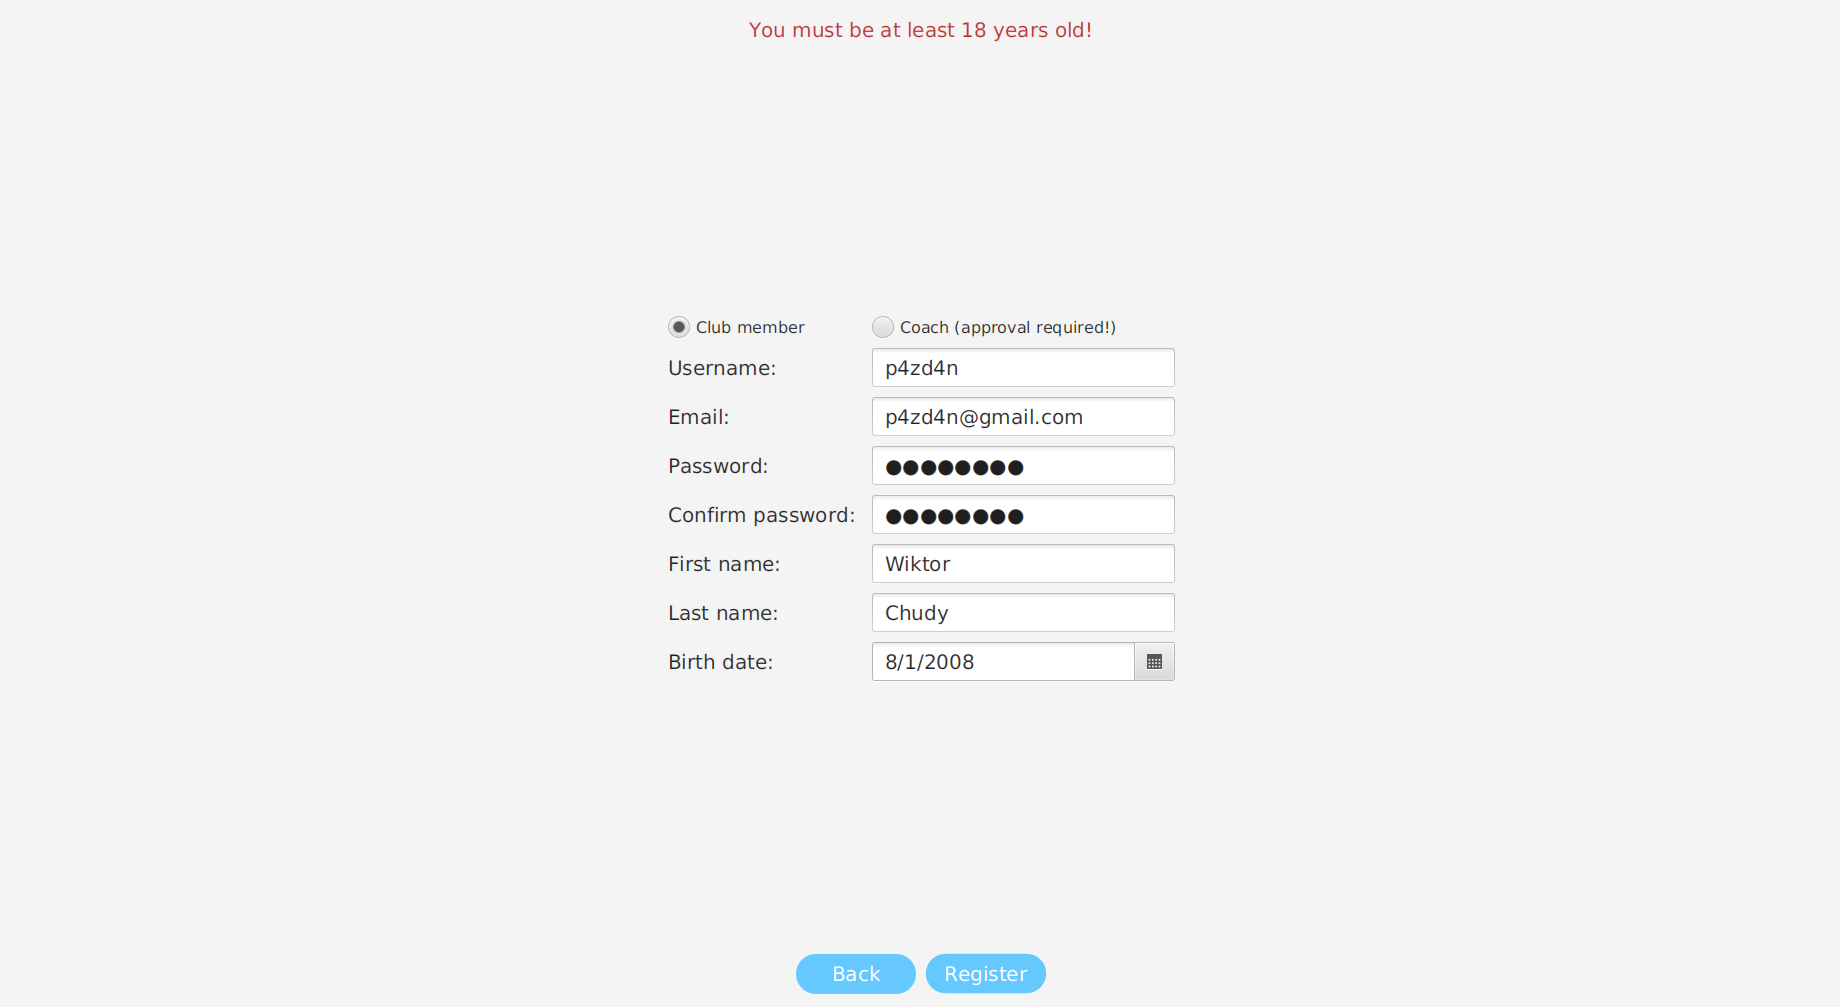 You must be at least 18 years old!
Club member Coach (approval required!)
Username: p4zd4n
Email: p4zd4n@gmail.com
Password: ●●●●●●●●
Confirm password: ●●●●●●●●
First name: Wiktor
Last name: Chudy
Birth date: 8/1/2008
Back Register